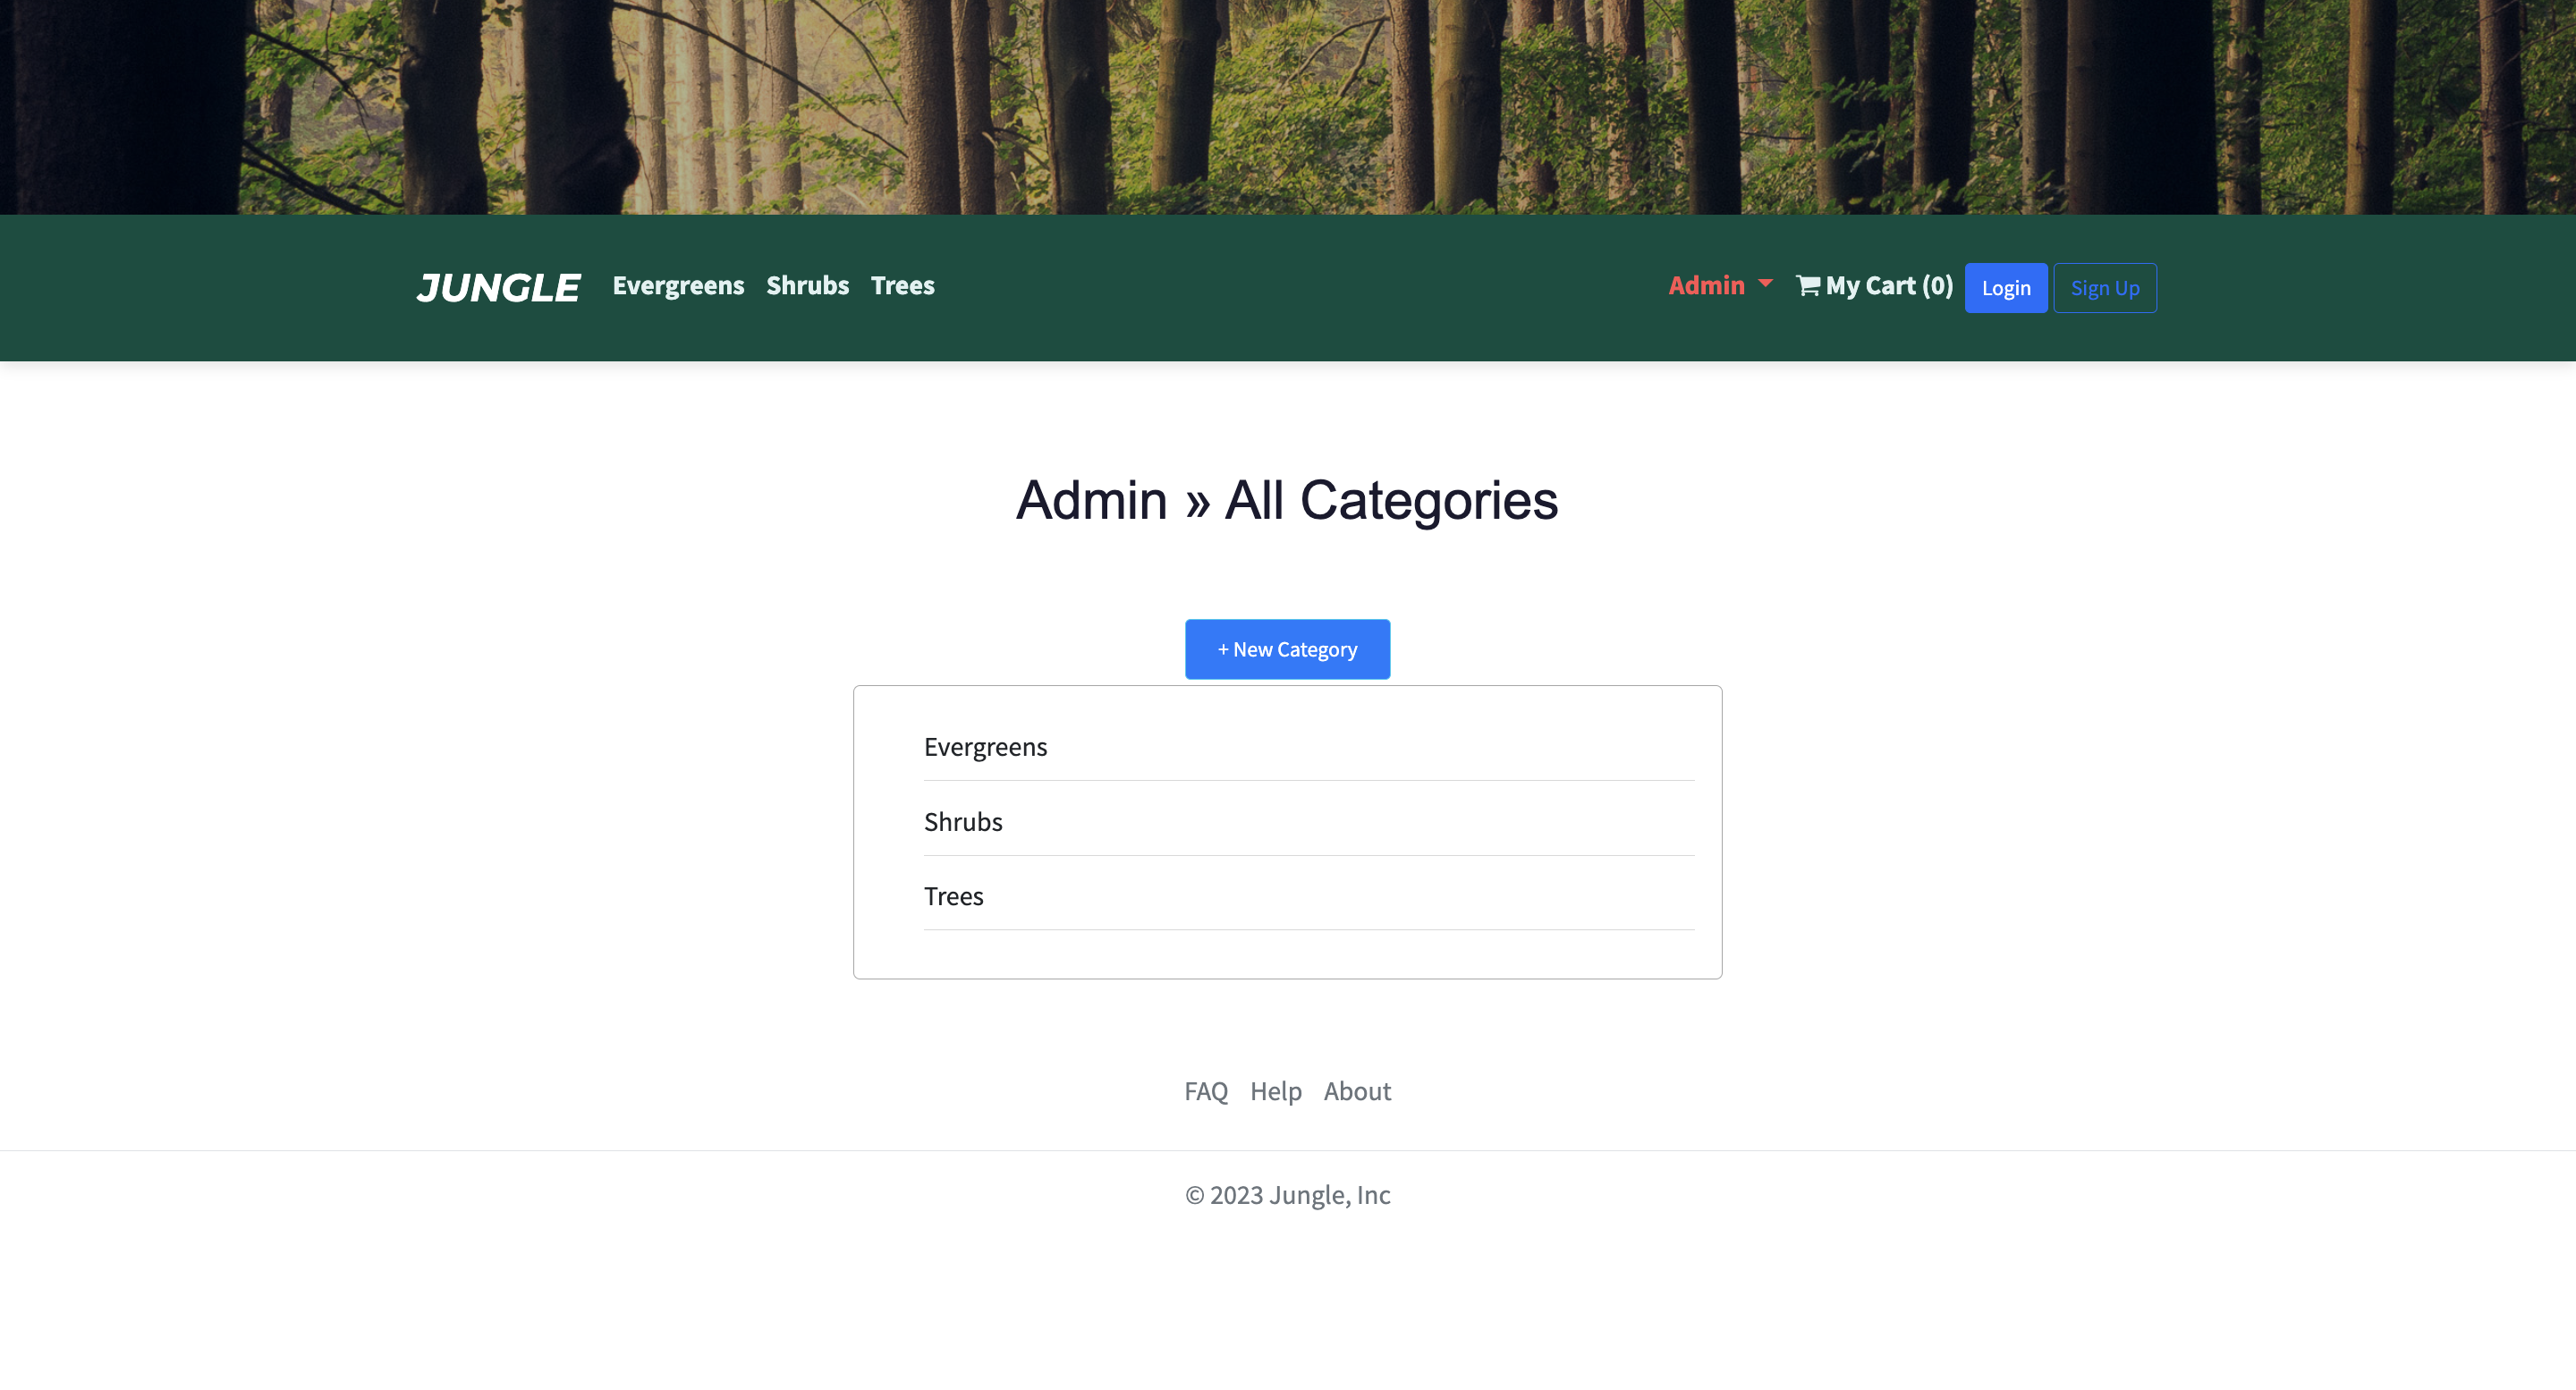 JUNGLE Evergreens Shrubs Trees Admin My Cart (0) Login Sign Up
Admin » All Categories
+ New Category
Evergreens
Shrubs
Trees
FAQ Help About
© 2023 Jungle, Inc